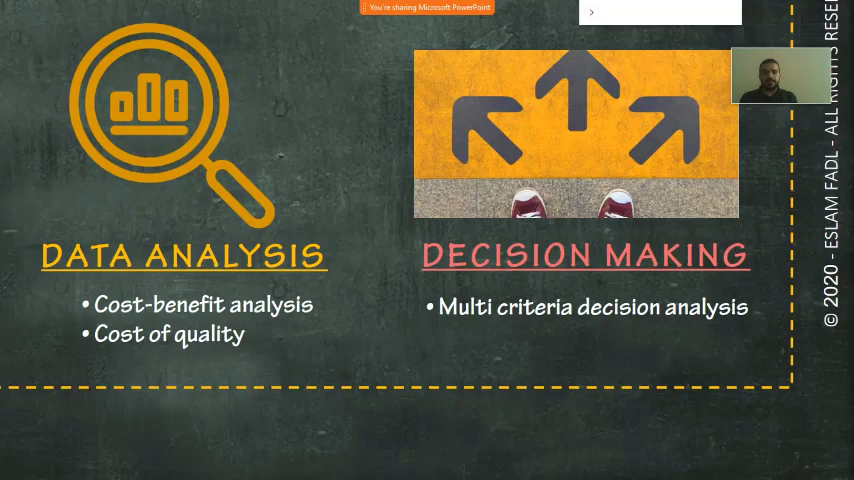 You're sharing Microsoft PowerPoint
DATA ANALYSIS
• Cost-benefit analysis
• Cost of quality
DECISION MAKING
• Multi criteria decision analysis
© 2020 - ESLAM FADL - ALL RIGHTS